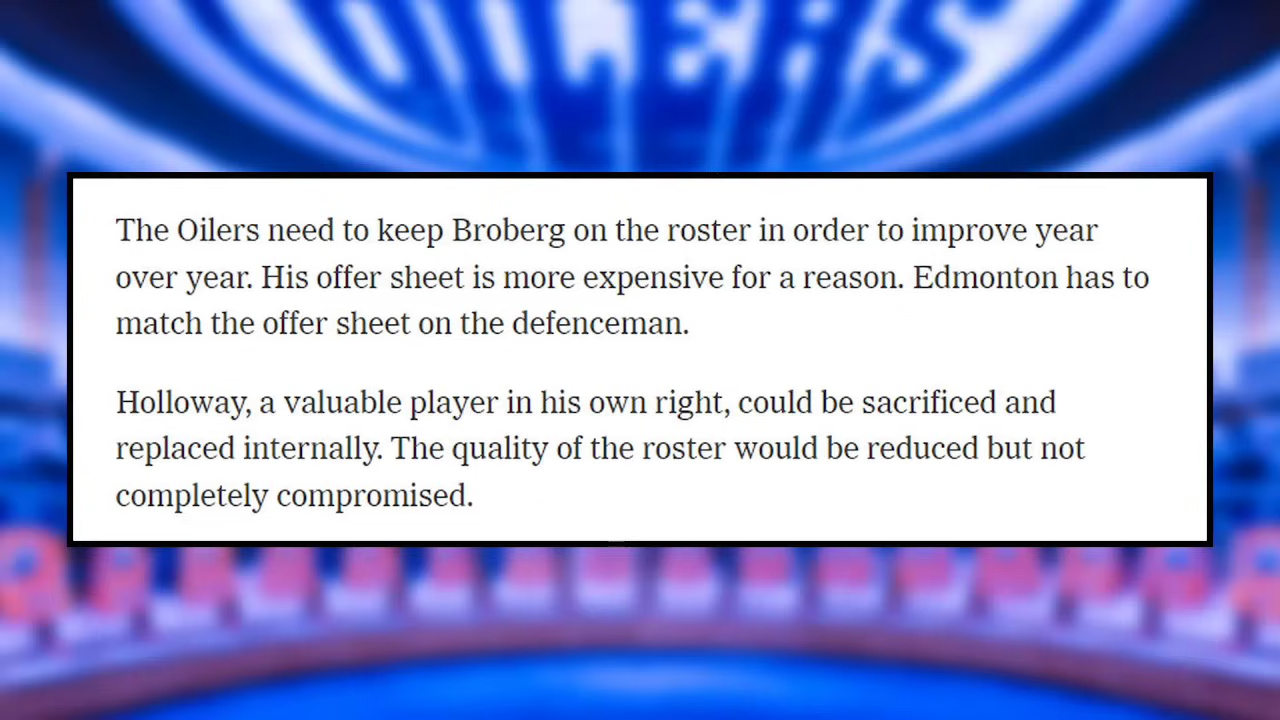 OILERS
The Oilers need to keep Broberg on the roster in order to improve year
over year. His offer sheet is more expensive for a reason. Edmonton has to
match the offer sheet on the defenceman.
Holloway, a valuable player in his own right, could be sacrificed and
replaced internally. The quality of the roster would be reduced but not
completely compromised.